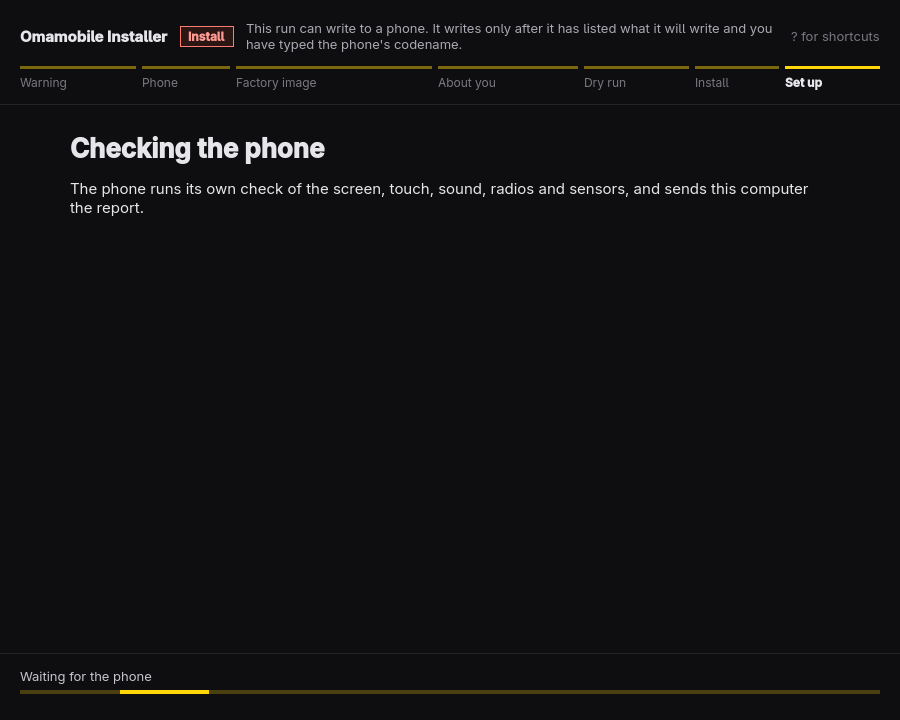 Omamobile Installer
Install
This run can write to a phone. It writes only after it has listed what it will write and you
have typed the phone's codename.
? for shortcuts
Warning
Phone
Factory image
About you
Dry run
Install
Set up
Checking the phone
The phone runs its own check of the screen, touch, sound, radios and sensors, and sends this computer
the report.
Waiting for the phone